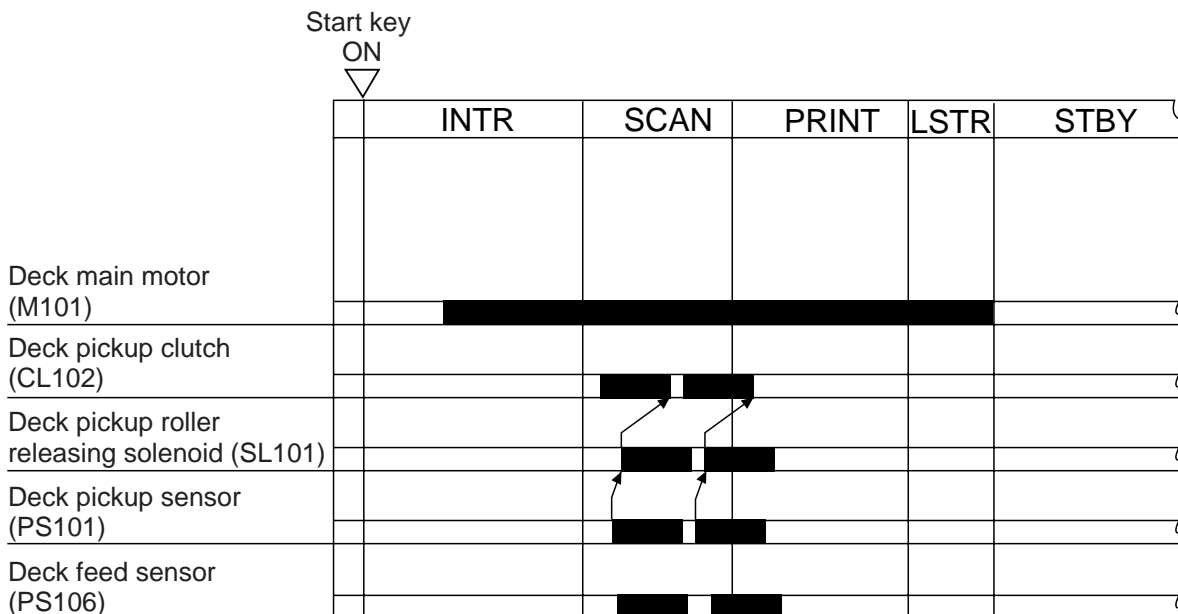 Start key
ON
INTR SCAN PRINT LSTR STBY
Deck main motor
(M101)
Deck pickup clutch
(CL102)
Deck pickup roller
releasing solenoid (SL101)
Deck pickup sensor
(PS101)
Deck feed sensor
(PS106)